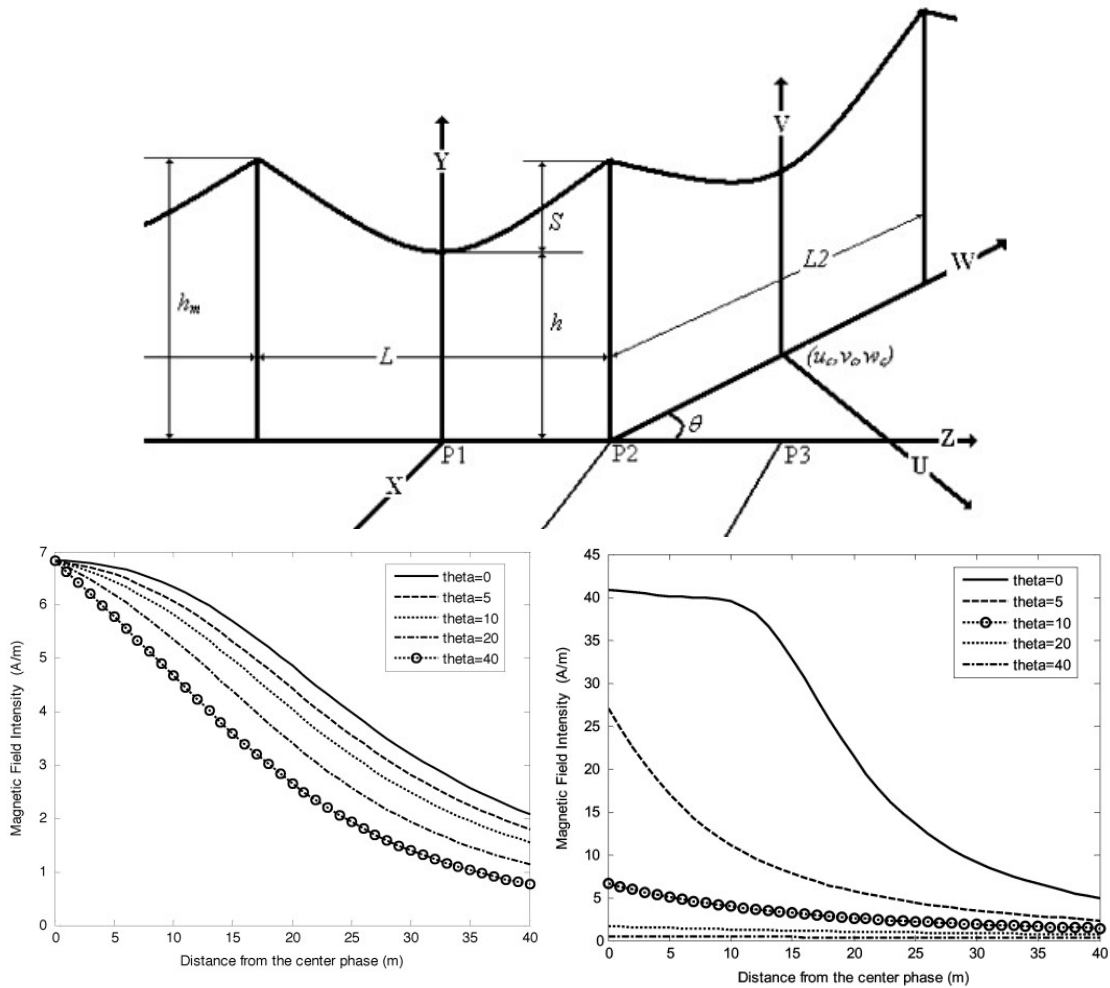 Y
V
S
h_m
h
L
L2
W
(u_c, v_c, w_c)
θ
P1
P2
P3
Z
X
U
7
6
5
4
3
2
1
0
0 5 10 15 20 25 30 35 40
Magnetic Field Intensity (A/m)
Distance from the center phase (m)
theta=0
theta=5
theta=10
theta=20
theta=40
45
40
35
30
25
20
15
10
5
0
0 5 10 15 20 25 30 35 40
Magnetic Field Intensity (A/m)
Distance from the center phase (m)
theta=0
theta=5
theta=10
theta=20
theta=40